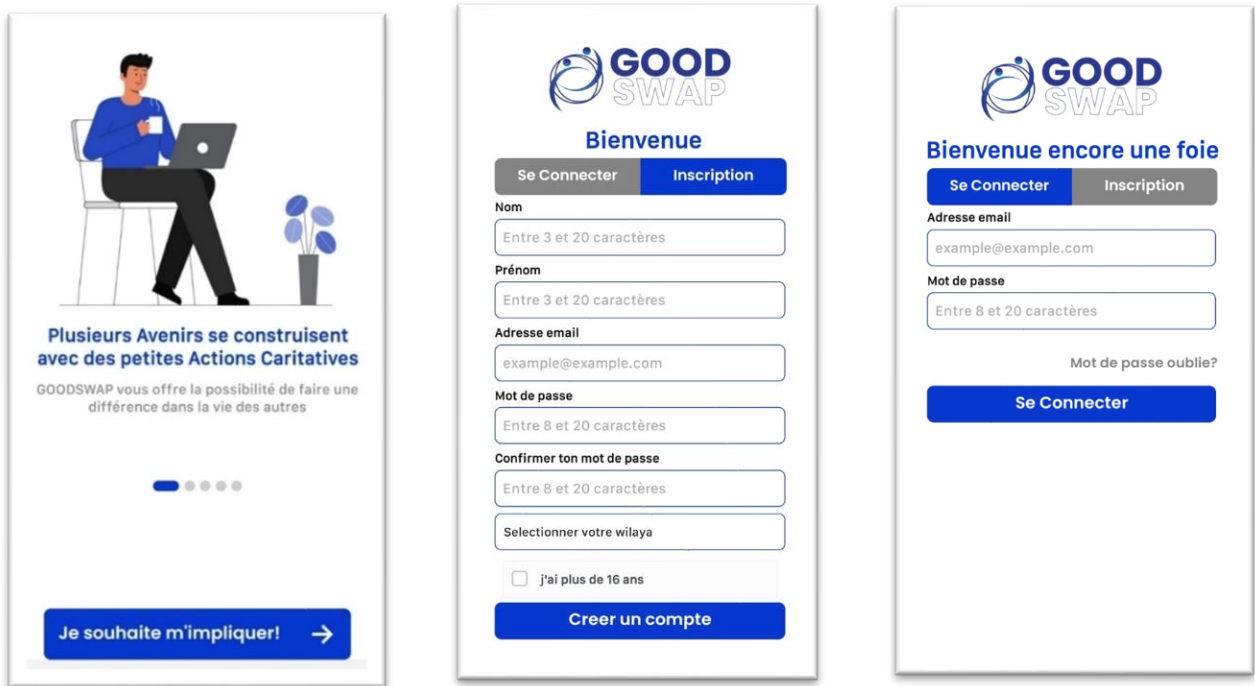 Plusieurs Avenirs se construisent
avec des petites Actions Caritatives
GOODSWAP vous offre la possibilité de faire une
différence dans la vie des autres
Je souhaite m'impliquer!
GOOD
SWAP
Bienvenue
Se Connecter
Inscription
Nom
Entre 3 et 20 caractères
Prénom
Entre 3 et 20 caractères
Adresse email
example@example.com
Mot de passe
Entre 8 et 20 caractères
Confirmer ton mot de passe
Entre 8 et 20 caractères
Selectionner votre wilaya
j'ai plus de 16 ans
Creer un compte
GOOD
SWAP
Bienvenue encore une foie
Se Connecter
Inscription
Adresse email
example@example.com
Mot de passe
Entre 8 et 20 caractères
Mot de passe oublie?
Se Connecter